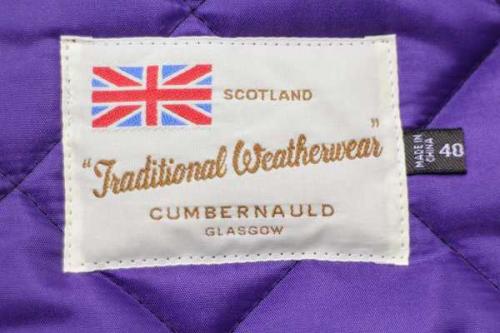 SCOTLAND
"Traditional Weatherwear"
CUMBERNAULD
GLASGOW
MADE IN
CHINA
40